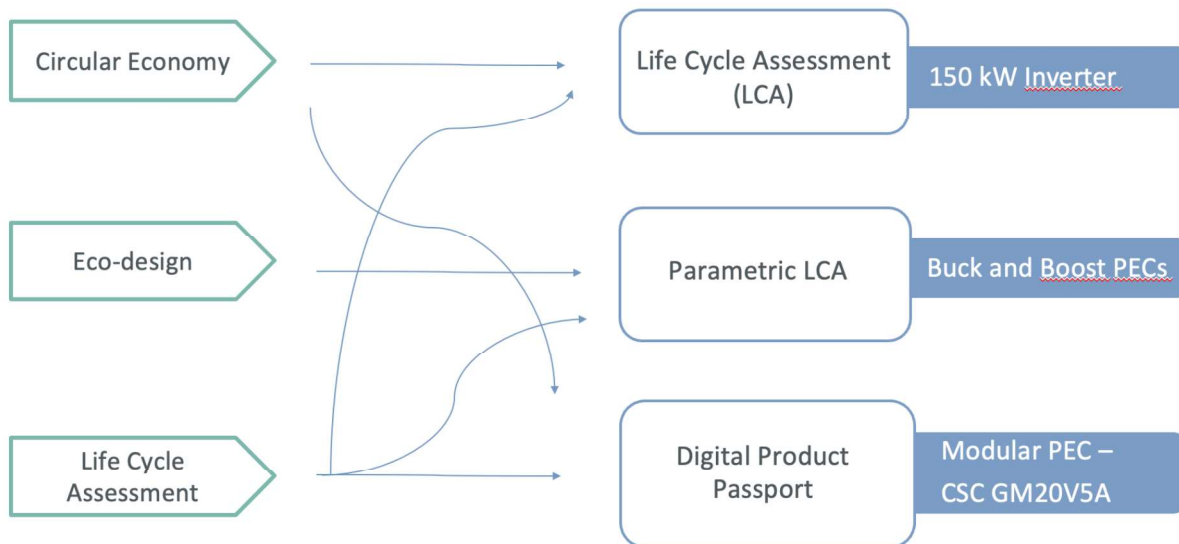 Circular Economy
Life Cycle Assessment
(LCA)
150 kW Inverter
Eco-design
Parametric LCA
Buck and Boost PECs
Life Cycle
Assessment
Digital Product
Passport
Modular PEC –
CSC GM20V5A